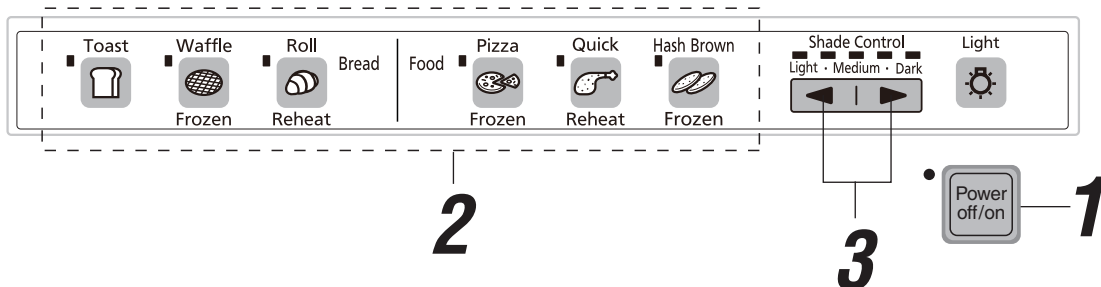 Toast Waffle Roll Pizza Quick Hash Brown Shade Control Light
Bread Food Light · Medium · Dark
Frozen Reheat Frozen Reheat Frozen
Power
off/on
1
2
3